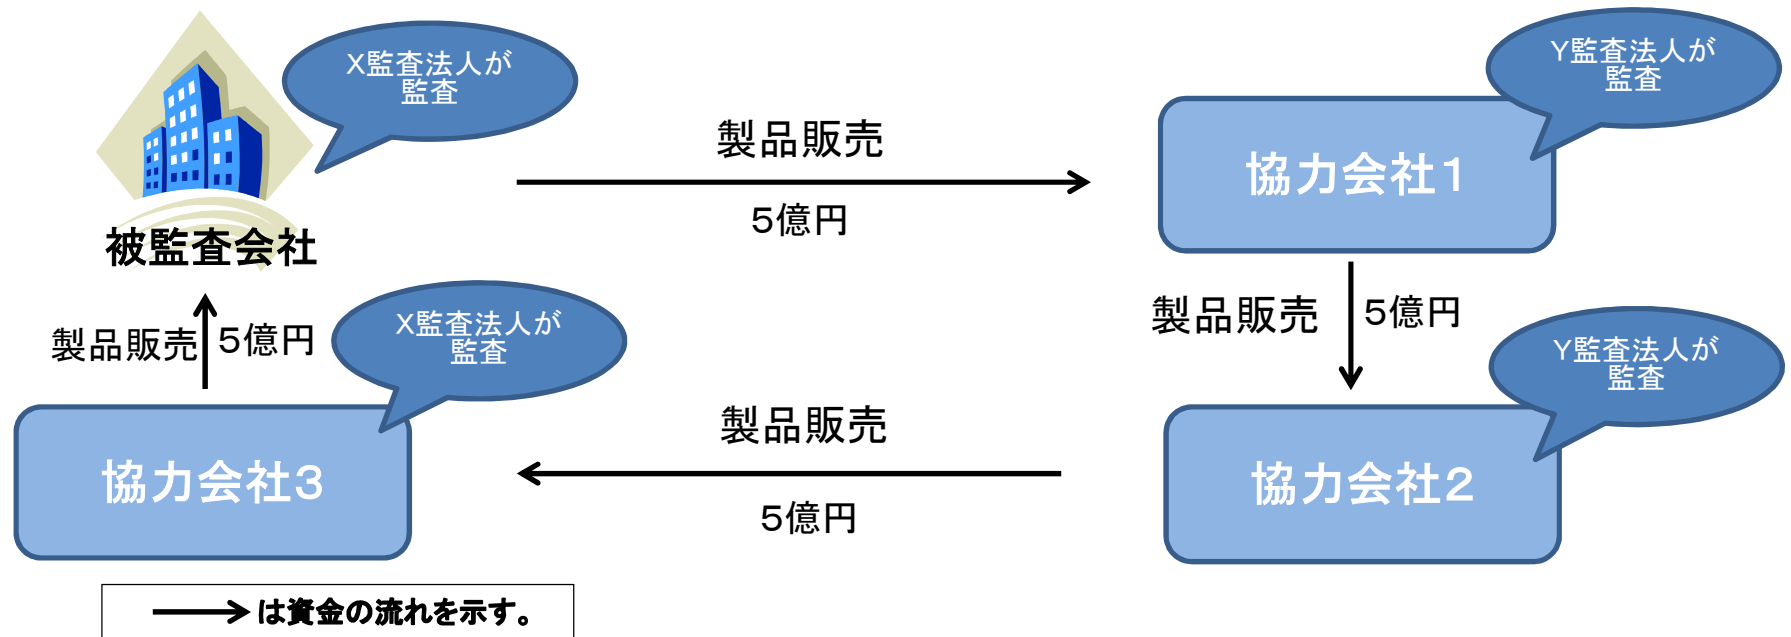 X監査法人が
監査
被監査会社
製品販売
5億円
Y監査法人が
監査
協力会社1
製品販売
5億円
Y監査法人が
監査
協力会社2
製品販売
5億円
X監査法人が
監査
協力会社3
製品販売
5億円
は資金の流れを示す。